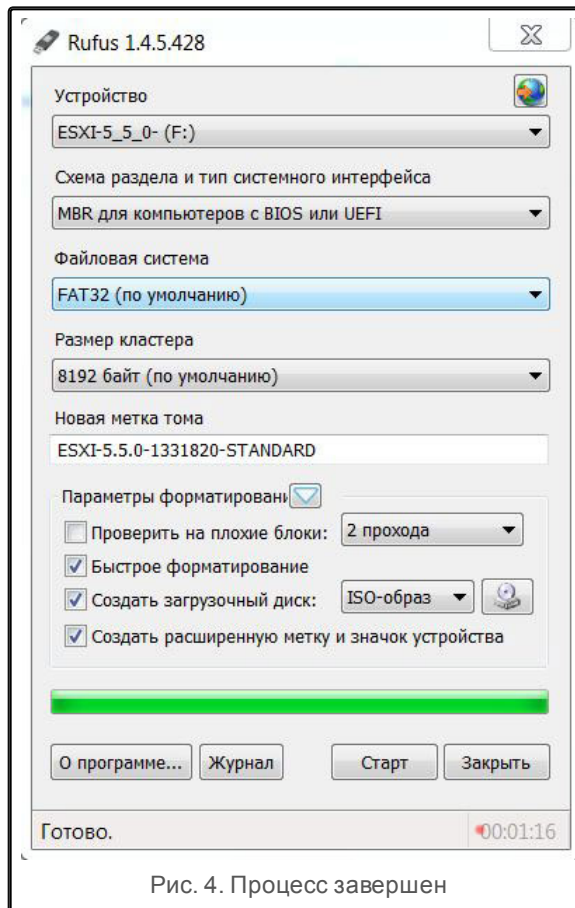 Rufus 1.4.5.428
Устройство
ESXI-5_5_0- (F:)
Схема раздела и тип системного интерфейса
MBR для компьютеров с BIOS или UEFI
Файловая система
FAT32 (по умолчанию)
Размер кластера
8192 байт (по умолчанию)
Новая метка тома
ESXI-5.5.0-1331820-STANDARD
Параметры форматировани
Проверить на плохие блоки: 2 прохода
Быстрое форматирование
Создать загрузочный диск: ISO-образ
Создать расширенную метку и значок устройства
О программе... Журнал Старт Закрыть
Готово. 00:01:16
Рис. 4. Процесс завершен